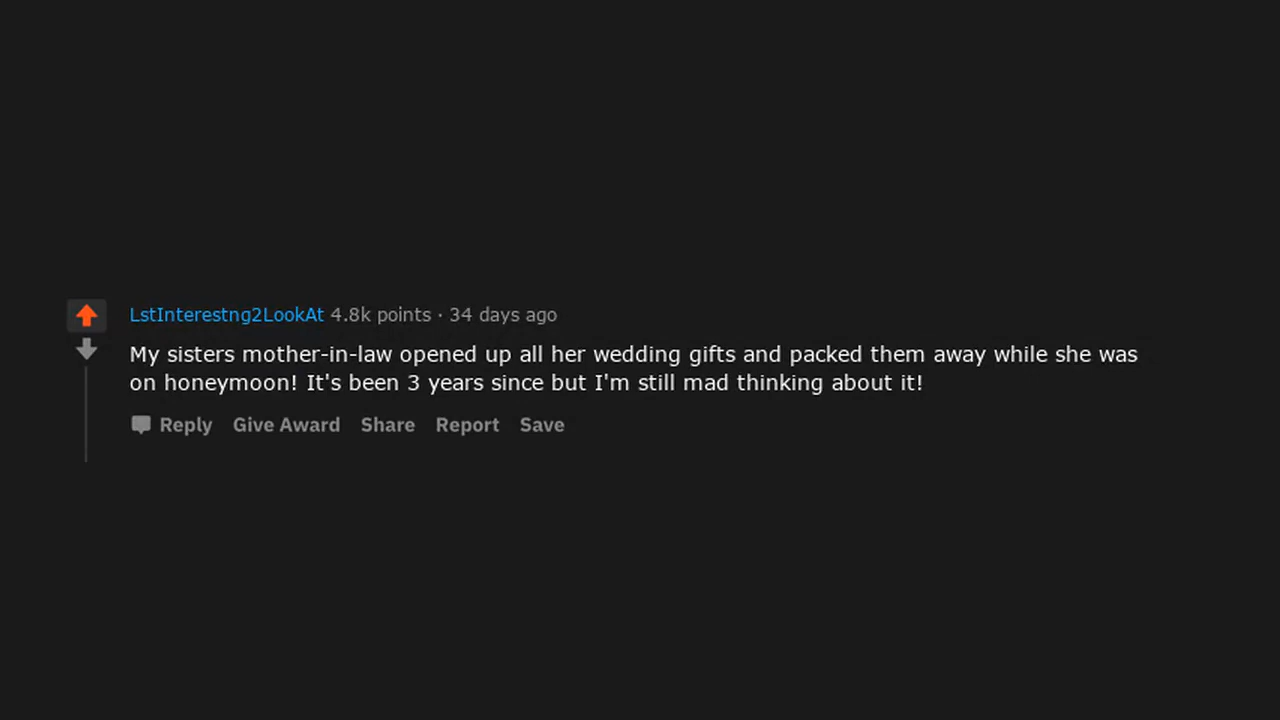 LstInterestng2LookAt 4.8k points · 34 days ago
My sisters mother-in-law opened up all her wedding gifts and packed them away while she was
on honeymoon! It's been 3 years since but I'm still mad thinking about it!
Reply Give Award Share Report Save